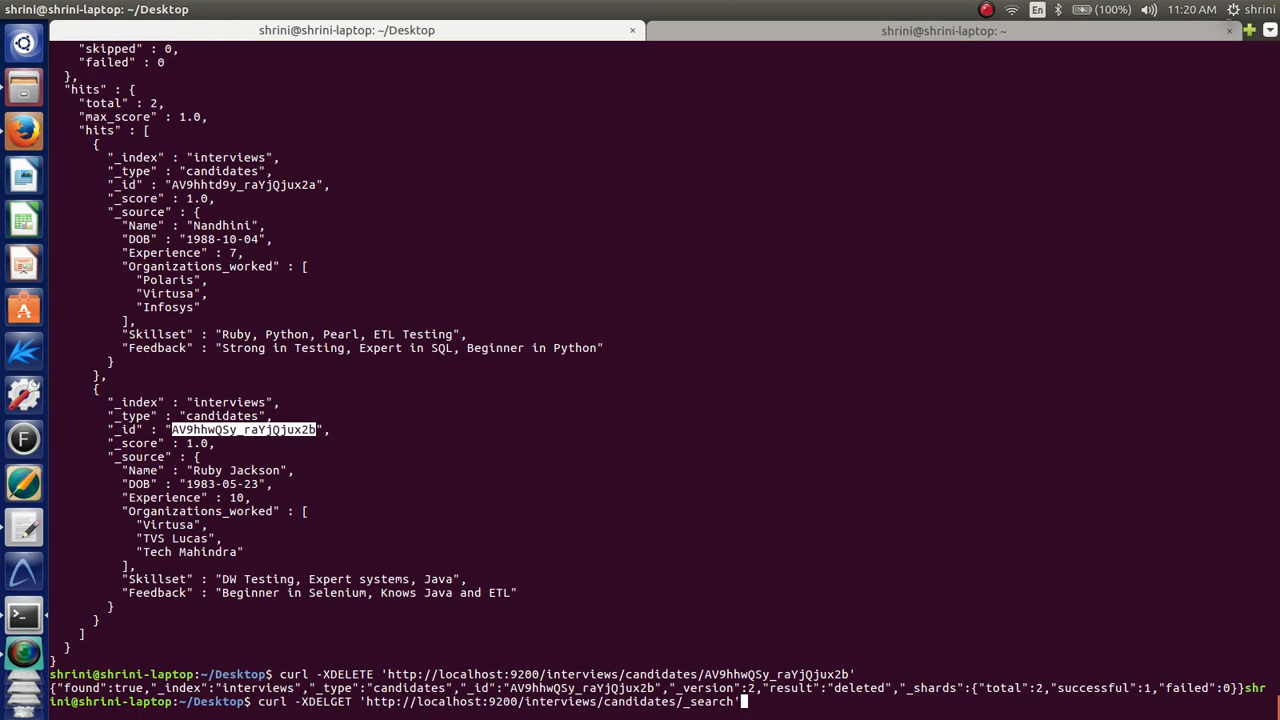 shrini@shrini-laptop: ~/Desktop
En
(100%)
11:20 AM
shrini
shrini@shrini-laptop: ~/Desktop ×
shrini@shrini-laptop: ~ ×
"skipped" : 0,
"failed" : 0
},
"hits" : {
"total" : 2,
"max_score" : 1.0,
"hits" : [
{
"_index" : "interviews",
"_type" : "candidates",
"_id" : "AV9hhtd9y_raYjQjux2a",
"_score" : 1.0,
"_source" : {
"Name" : "Nandhini",
"DOB" : "1988-10-04",
"Experience" : 7,
"Organizations_worked" : [
"Polaris",
"Virtusa",
"Infosys"
],
"Skillset" : "Ruby, Python, Pearl, ETL Testing",
"Feedback" : "Strong in Testing, Expert in SQL, Beginner in Python"
}
},
{
"_index" : "interviews",
"_type" : "candidates",
"_id" : "AV9hhwQSy_raYjQjux2b",
"_score" : 1.0,
"_source" : {
"Name" : "Ruby Jackson",
"DOB" : "1983-05-23",
"Experience" : 10,
"Organizations_worked" : [
"Virtusa",
"TVS Lucas",
"Tech Mahindra"
],
"Skillset" : "DW Testing, Expert systems, Java",
"Feedback" : "Beginner in Selenium, Knows Java and ETL"
}
}
]
}
}
shrini@shrini-laptop:~/Desktop$ curl -XDELETE 'http://localhost:9200/interviews/candidates/AV9hhwQSy_raYjQjux2b'
{"found":true,"_index":"interviews","_type":"candidates","_id":"AV9hhwQSy_raYjQjux2b","_version":2,"result":"deleted","_shards":{"total":2,"successful":1,"failed":0}}shr
ini@shrini-laptop:~/Desktop$ curl -XDELGET 'http://localhost:9200/interviews/candidates/_search'